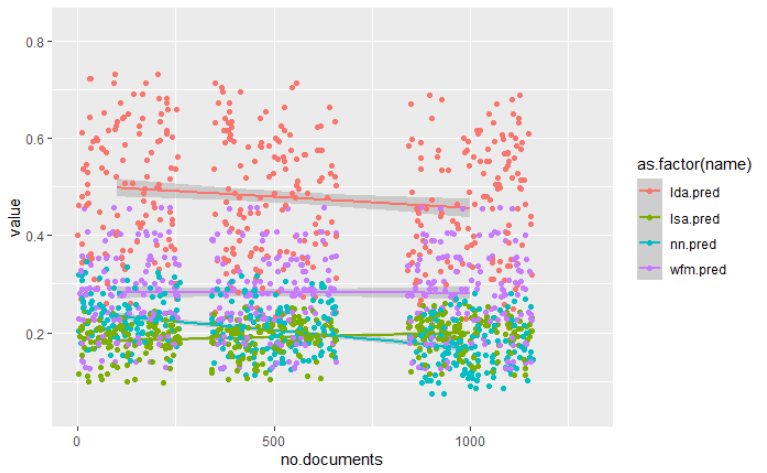 0.8
0.6
0.4
0.2
value
0
500
1000
no.documents
as.factor(name)
lda.pred
lsa.pred
nn.pred
wfm.pred